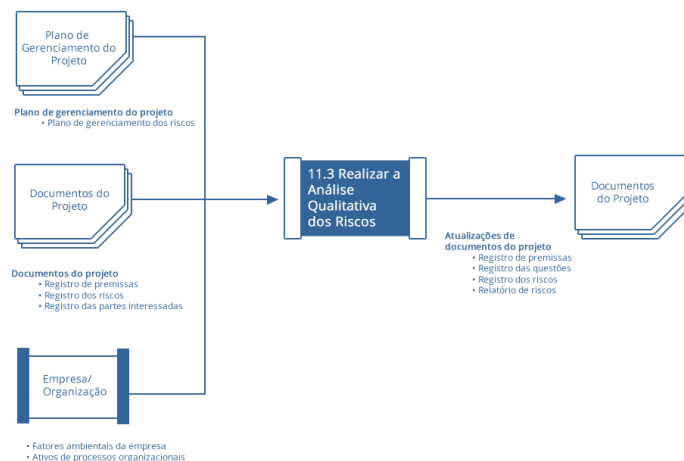 Plano de
Gerenciamento do
Projeto
Plano de gerenciamento do projeto
• Plano de gerenciamento dos riscos
Documentos do
Projeto
Documentos do projeto
• Registro de premissas
• Registro dos riscos
• Registro das partes interessadas
Empresa/
Organização
• Fatores ambientais da empresa
• Ativos de processos organizacionais
11.3 Realizar a
Análise
Qualitativa
dos Riscos
Atualizações de
documentos do projeto
• Registro de premissas
• Registro das questões
• Registro dos riscos
• Relatório de riscos
Documentos
do Projeto